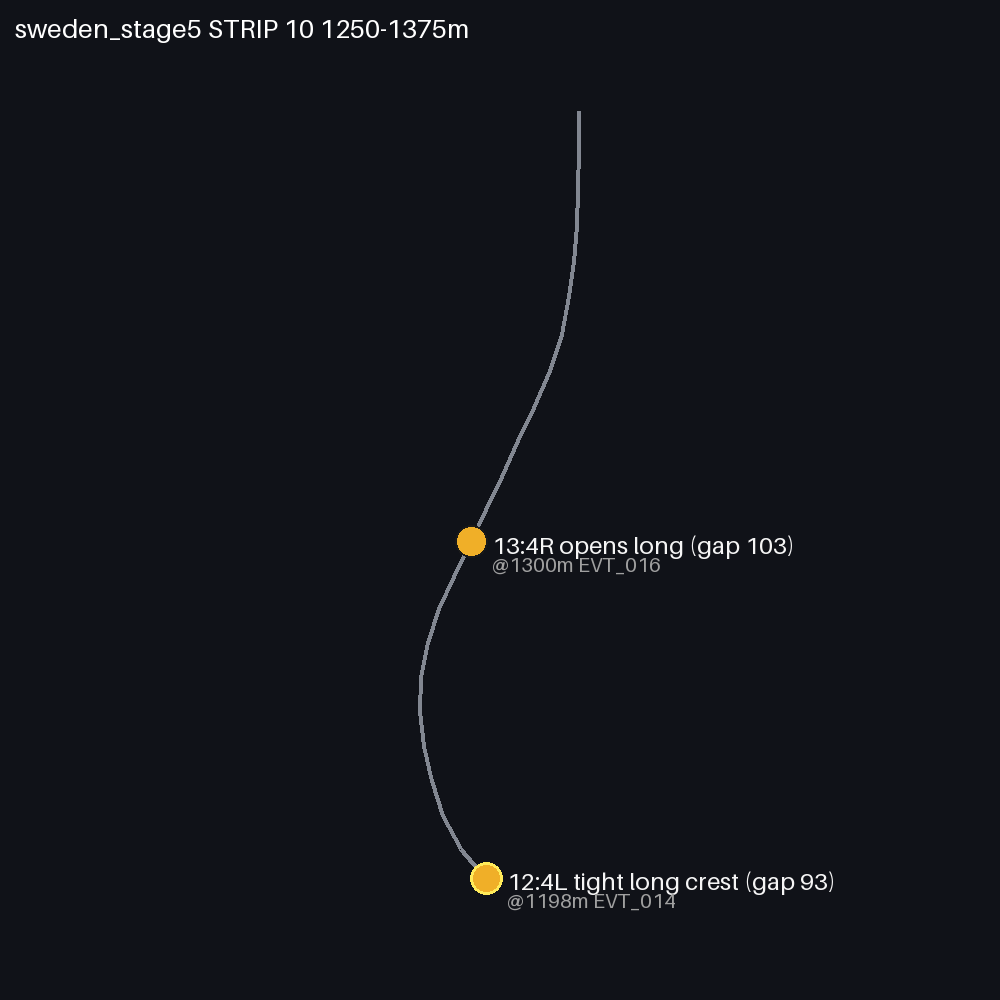 sweden_stage5 STRIP 10 1250-1375m
13:4R opens long (gap 103)
@1300m EVT_016
12:4L tight long crest (gap 93)
@1198m EVT_014